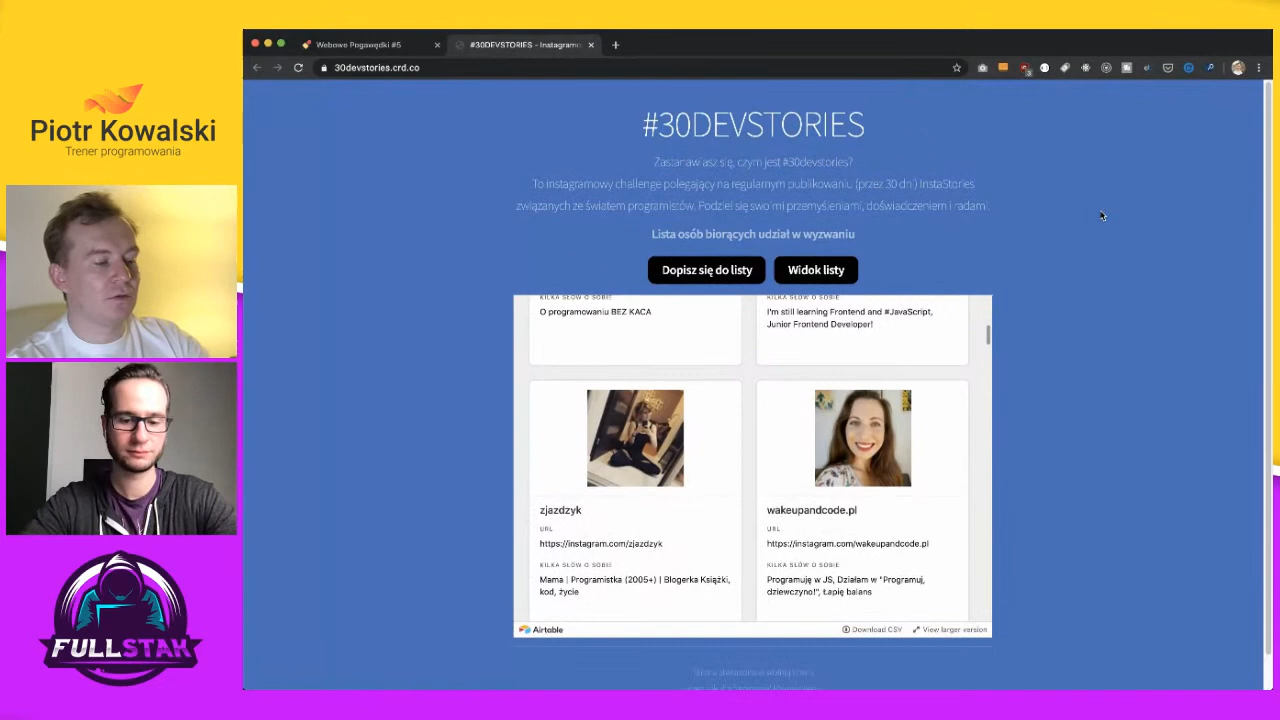 Webowe Pogawędki #5
#30DEVSTORIES - Instagramo
30devstories.crd.co
Piotr Kowalski
Trener programowania
#30DEVSTORIES
Zastanawiasz się, czym jest #30devstories?
To instagramowy challenge polegający na regularnym publikowaniu (przez 30 dni) InstaStories
związanych ze światem programistów. Podziel się swoimi przemyśleniami, doświadczeniem i radami.
Lista osób biorących udział w wyzwaniu
Dopisz się do listy
Widok listy
KILKA SŁÓW O SOBIE
O programowaniu BEZ KACA
KILKA SŁÓW O SOBIE
I'm still learning Frontend and #JavaScript,
Junior Frontend Developer!
zjazdzyk
URL
https://instagram.com/zjazdzyk
KILKA SŁÓW O SOBIE
Mama | Programistka (2005+) | Blogerka Książki,
kod, życie
wakeupandcode.pl
URL
https://instagram.com/wakeupandcode.pl
KILKA SŁÓW O SOBIE
Programuję w JS, Działam w "Programuj,
dziewczyno!", Łapię balans
Airtable
Download CSV
View larger version
FULLSTAK